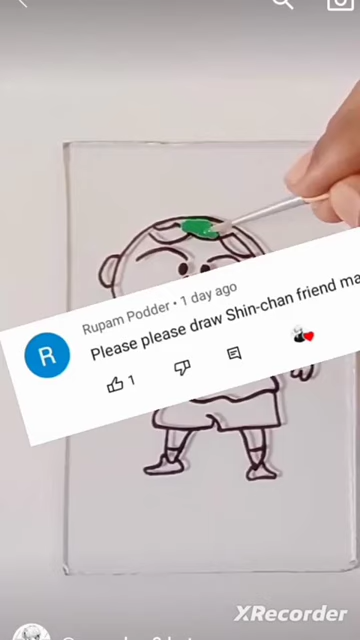 Rupam Podder • 1 day ago
R
Please please draw Shin-chan friend ma
1
XRecorder